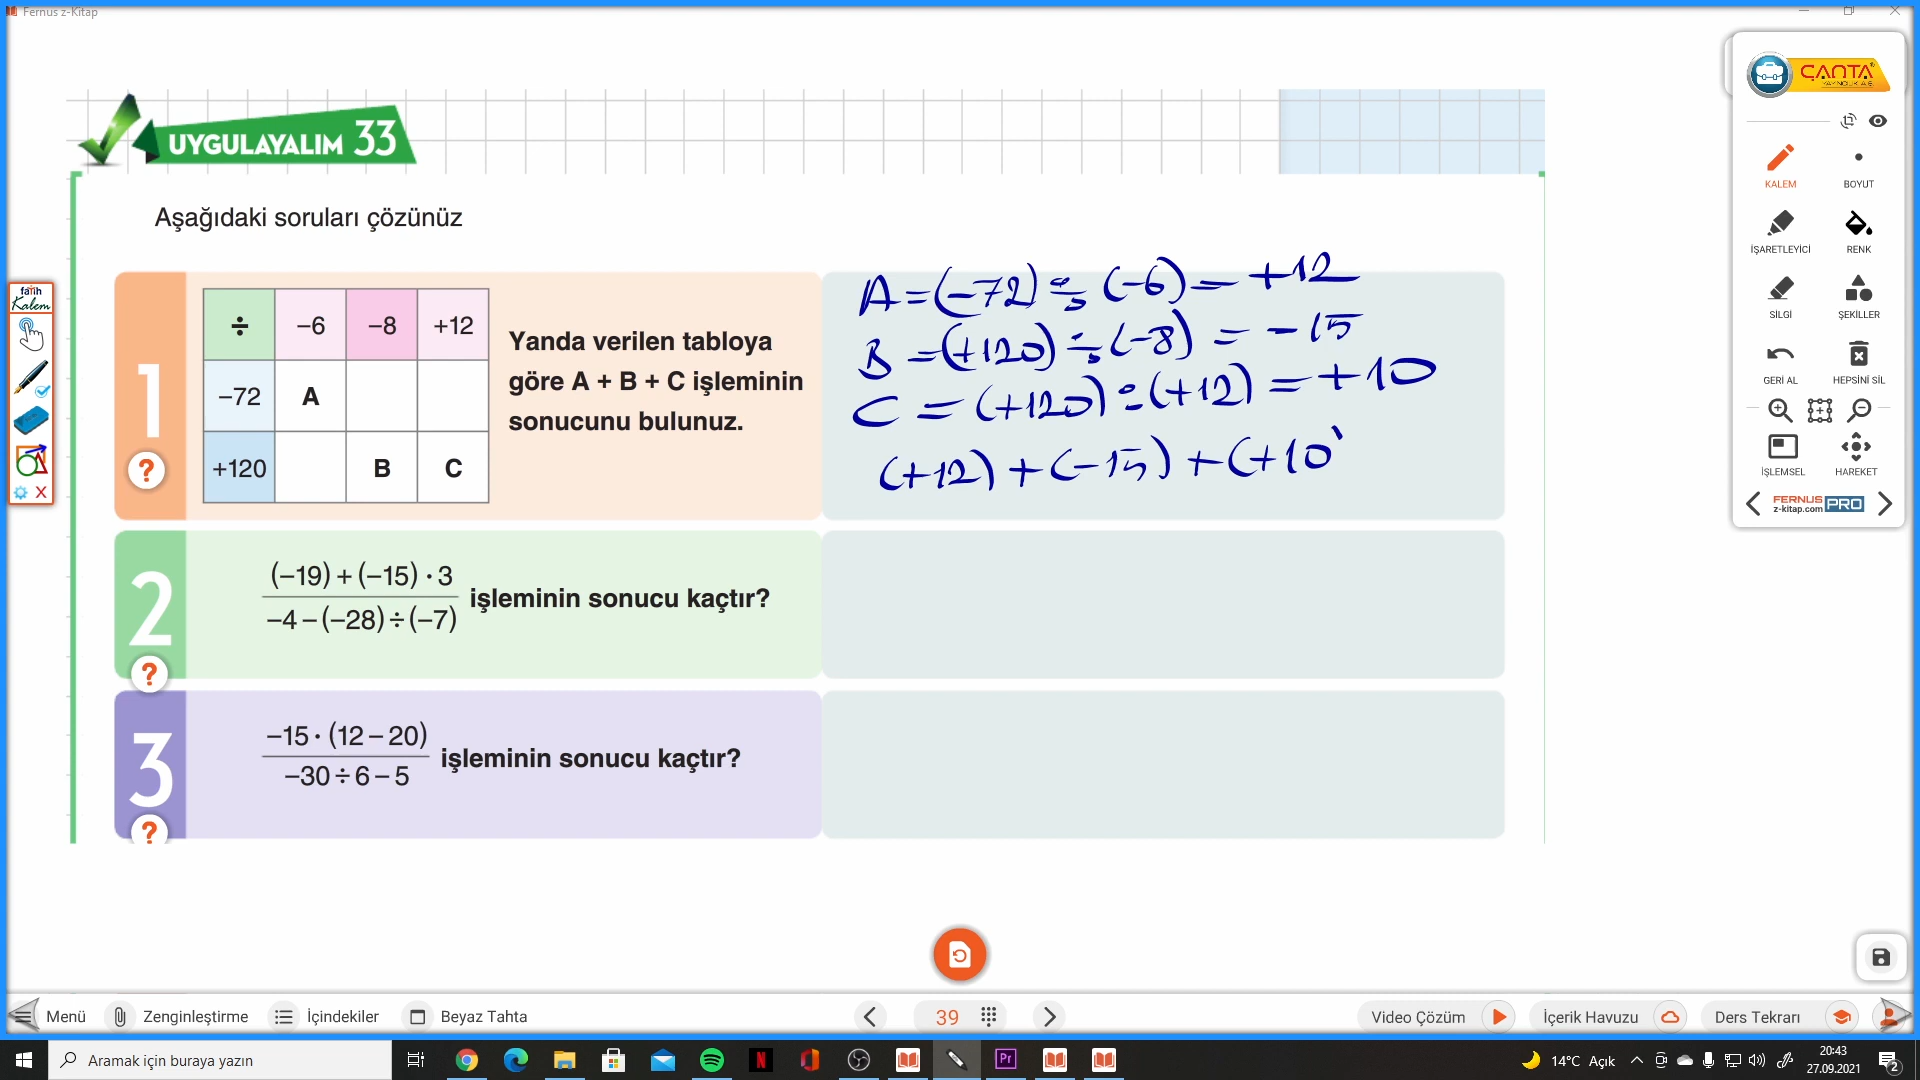 Fernus z-Kitap
UYGULAYALIM 33
Aşağıdaki soruları çözünüz
1
÷ −6 −8 +12
−72 A
+120 B C
?
Yanda verilen tabloya
göre A + B + C işleminin
sonucunu bulunuz.
A = (−72) ÷ (−6) = +12
B = (+120) ÷ (−8) = −15
C = (+120) ÷ (+12) = +10
(+12) + (−15) + (+10
2
?
(−19) + (−15) · 3
−4 − (−28) ÷ (−7)
işleminin sonucu kaçtır?
3
?
−15 · (12 − 20)
−30 ÷ 6 − 5
işleminin sonucu kaçtır?
fatih
Kalem
X
ÇANTA
YAYINCILIK A.Ş.
KALEM BOYUT
İŞARETLEYİCİ RENK
SİLGİ ŞEKİLLER
GERİ AL HEPSİNİ SİL
İŞLEMSEL HAREKET
FERNUS PRO
z-kitap.com
Menü Zenginleştirme İçindekiler Beyaz Tahta 39 Video Çözüm İçerik Havuzu Ders Tekrarı
Aramak için buraya yazın
N
Pr
14°C Açık
20:43
27.09.2021
2